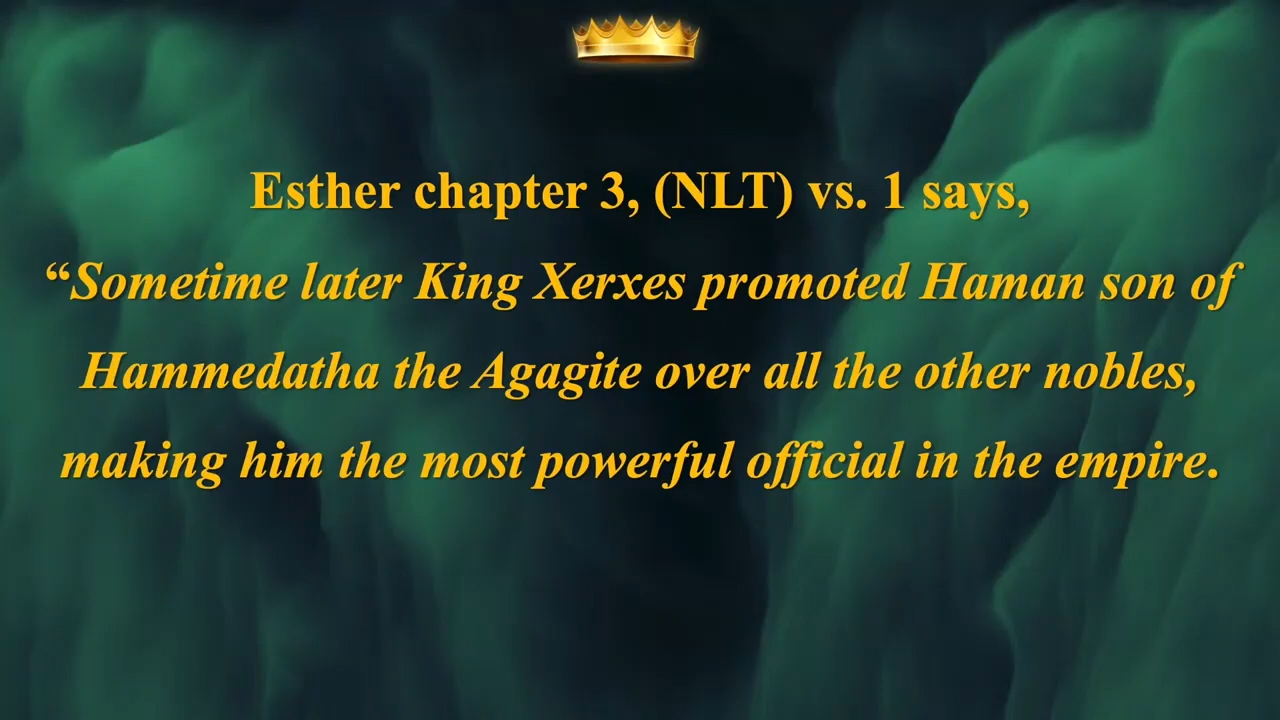 Esther chapter 3, (NLT) vs. 1 says,
“Sometime later King Xerxes promoted Haman son of
Hammedatha the Agagite over all the other nobles,
making him the most powerful official in the empire.